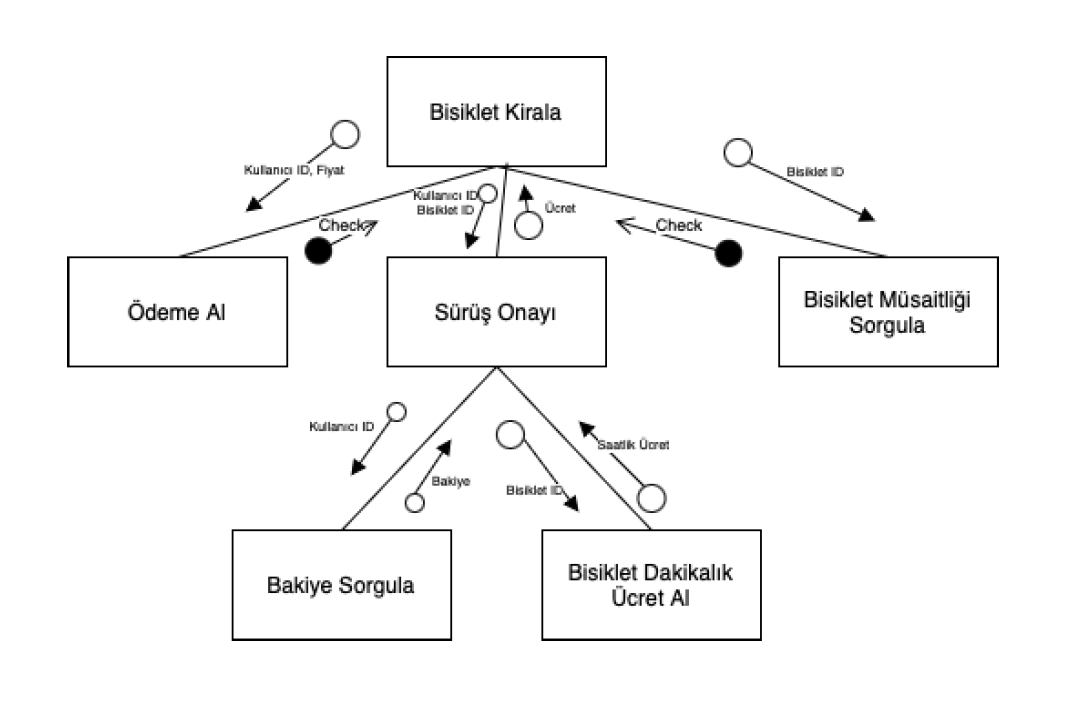 Bisiklet Kirala
Kullanıcı ID, Fiyat
Bisiklet ID
Kullanıcı ID
Bisiklet ID
Ücret
Check
Check
Ödeme Al
Sürüş Onayı
Bisiklet Müsaitliği
Sorgula
Kullanıcı ID
Saatlik Ücret
Bakiye
Bisiklet ID
Bakiye Sorgula
Bisiklet Dakikalık
Ücret Al